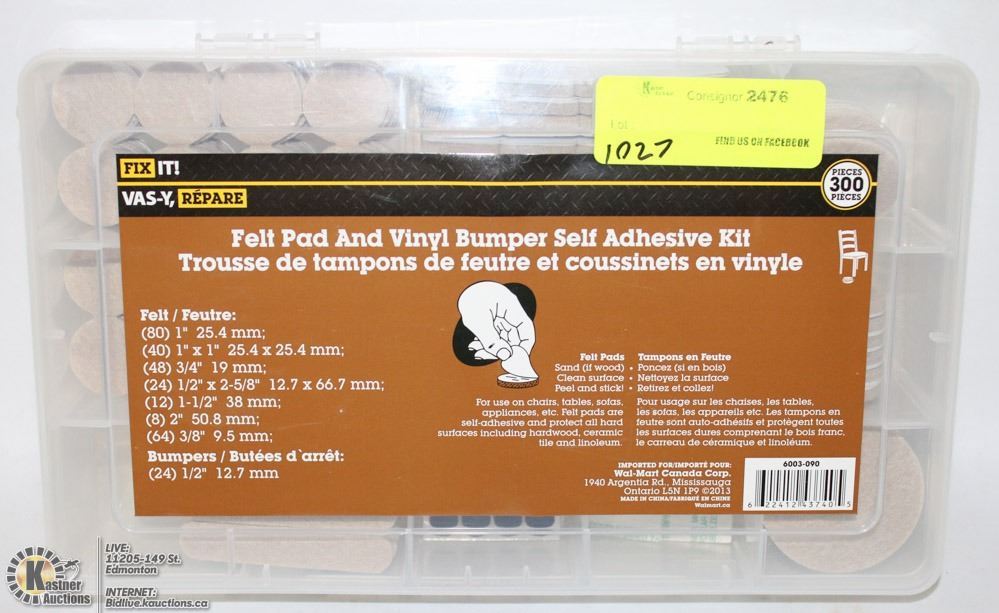 Consignor 2476
Lot
1027
FIND US ON FACEBOOK
FIX IT!
VAS-Y, RÉPARE
PIECES
300
PIECES
Felt Pad And Vinyl Bumper Self Adhesive Kit
Trousse de tampons de feutre et coussinets en vinyle
Felt / Feutre:
(80) 1" 25.4 mm;
(40) 1" x 1" 25.4 x 25.4 mm;
(48) 3/4" 19 mm;
(24) 1/2" x 2-5/8" 12.7 x 66.7 mm;
(12) 1-1/2" 38 mm;
(8) 2" 50.8 mm;
(64) 3/8" 9.5 mm;
Bumpers / Butées d`arrêt:
(24) 1/2" 12.7 mm
Felt Pads
Sand (if wood) •
Clean surface •
Peel and stick! •
For use on chairs, tables, sofas,
appliances, etc. Felt pads are
self-adhesive and protect all hard
surfaces including hardwood, ceramic
tile and linoleum.
Tampons en Feutre
Poncez (si en bois)
Nettoyez la surface
Retirez et collez!
Pour usage sur les chaises, les tables,
les sofas, les appareils etc. Les tampons en
feutre sont auto-adhésifs et protègent toutes
les surfaces dures comprenant le bois franc,
le carreau de céramique et linoléum.
IMPORTED FOR/IMPORTÉ POUR:
Wal-Mart Canada Corp.
1940 Argentia Rd., Mississauga
Ontario L5N 1P9 ©2013
MADE IN CHINA/FABRIQUÉ EN CHINE
Walmart.ca
6003-090
6 22412 43740 5
Kastner
Auctions
LIVE:
11205-149 St.
Edmonton
INTERNET:
Bidlive.kauctions.ca